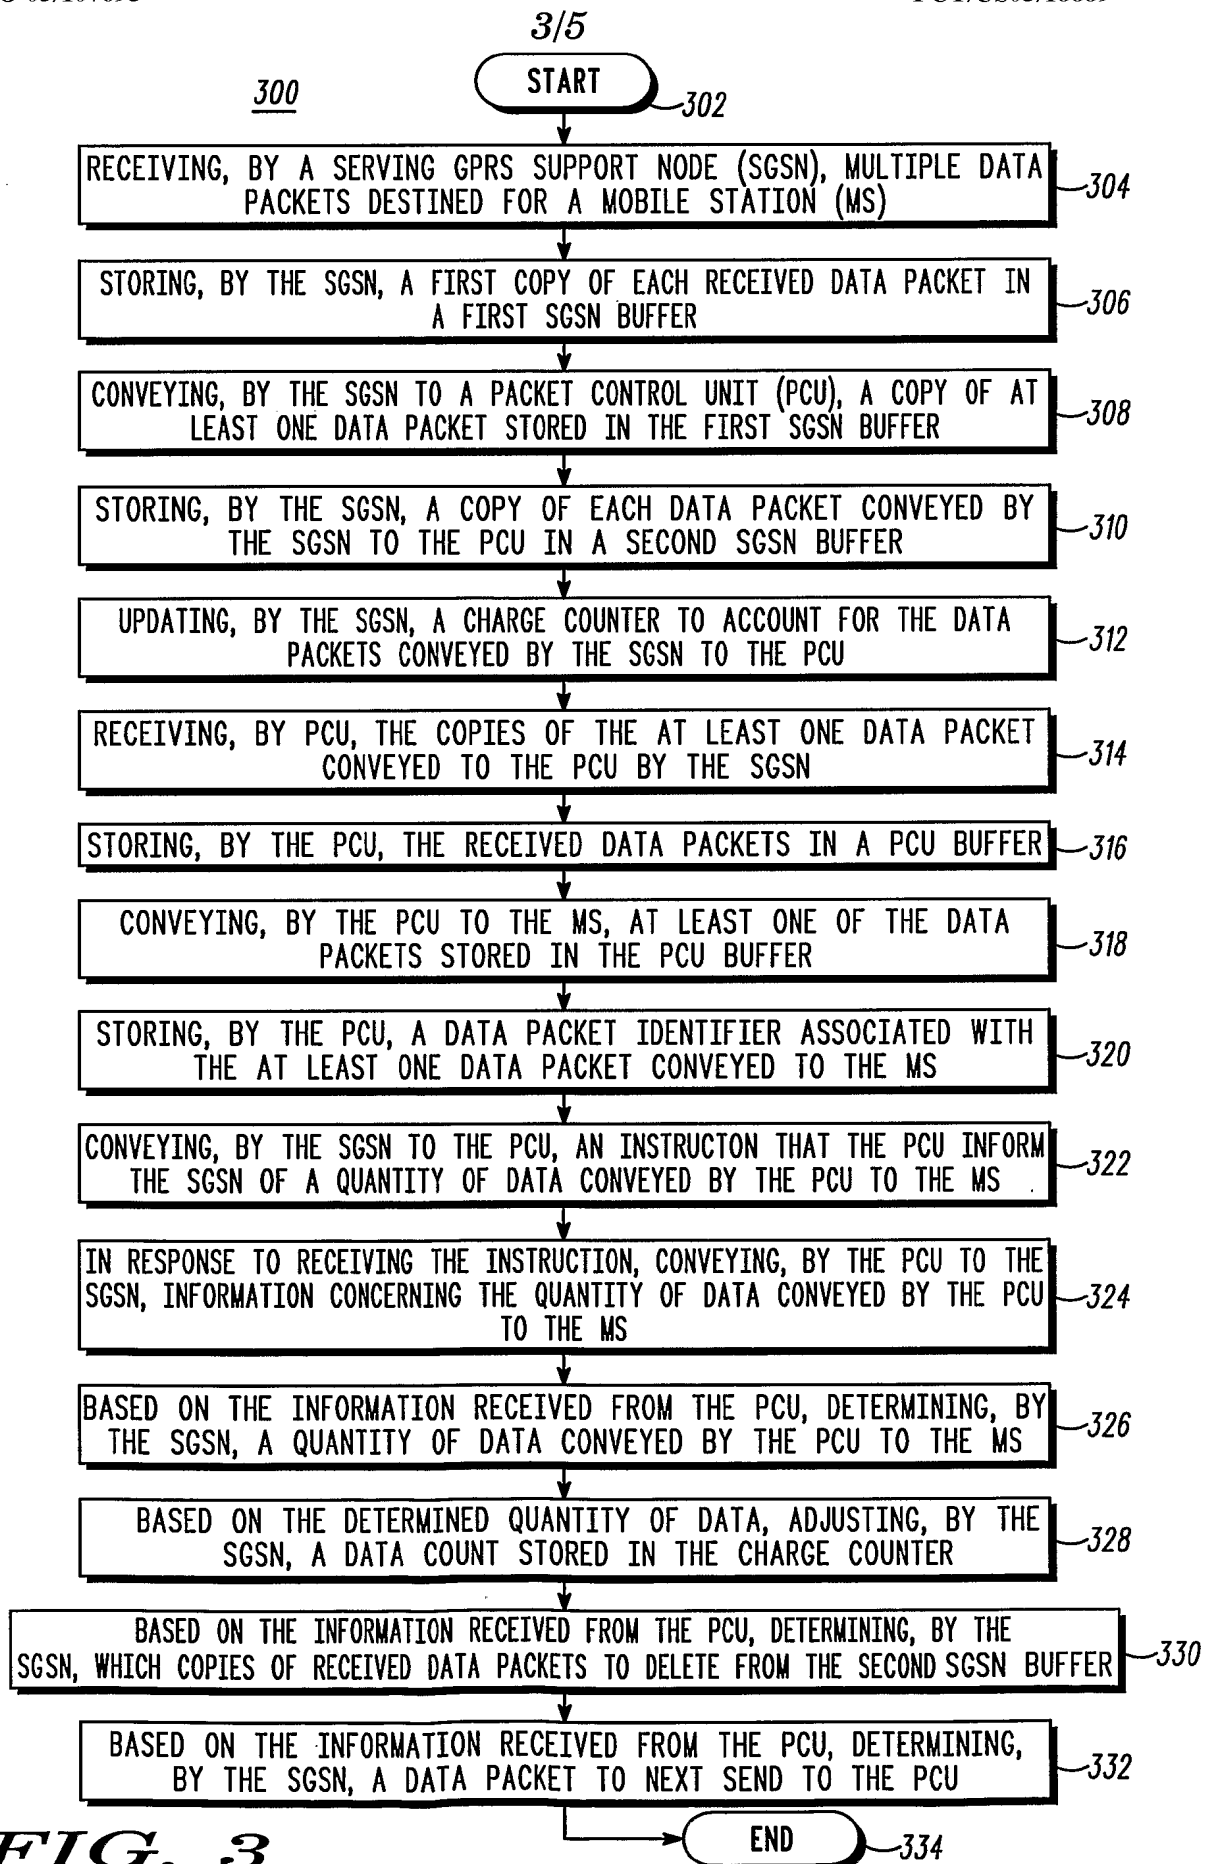 3/5
START
300
302
RECEIVING, BY A SERVING GPRS SUPPORT NODE (SGSN), MULTIPLE DATA
PACKETS DESTINED FOR A MOBILE STATION (MS)
304
STORING, BY THE SGSN, A FIRST COPY OF EACH RECEIVED DATA PACKET IN
A FIRST SGSN BUFFER
306
CONVEYING, BY THE SGSN TO A PACKET CONTROL UNIT (PCU), A COPY OF AT
LEAST ONE DATA PACKET STORED IN THE FIRST SGSN BUFFER
308
STORING, BY THE SGSN, A COPY OF EACH DATA PACKET CONVEYED BY
THE SGSN TO THE PCU IN A SECOND SGSN BUFFER
310
UPDATING, BY THE SGSN, A CHARGE COUNTER TO ACCOUNT FOR THE DATA
PACKETS CONVEYED BY THE SGSN TO THE PCU
312
RECEIVING, BY PCU, THE COPIES OF THE AT LEAST ONE DATA PACKET
CONVEYED TO THE PCU BY THE SGSN
314
STORING, BY THE PCU, THE RECEIVED DATA PACKETS IN A PCU BUFFER
316
CONVEYING, BY THE PCU TO THE MS, AT LEAST ONE OF THE DATA
PACKETS STORED IN THE PCU BUFFER
318
STORING, BY THE PCU, A DATA PACKET IDENTIFIER ASSOCIATED WITH
THE AT LEAST ONE DATA PACKET CONVEYED TO THE MS
320
CONVEYING, BY THE SGSN TO THE PCU, AN INSTRUCTON THAT THE PCU INFORM
THE SGSN OF A QUANTITY OF DATA CONVEYED BY THE PCU TO THE MS
322
IN RESPONSE TO RECEIVING THE INSTRUCTION, CONVEYING, BY THE PCU TO THE
SGSN, INFORMATION CONCERNING THE QUANTITY OF DATA CONVEYED BY THE PCU
TO THE MS
324
BASED ON THE INFORMATION RECEIVED FROM THE PCU, DETERMINING, BY
THE SGSN, A QUANTITY OF DATA CONVEYED BY THE PCU TO THE MS
326
BASED ON THE DETERMINED QUANTITY OF DATA, ADJUSTING, BY THE
SGSN, A DATA COUNT STORED IN THE CHARGE COUNTER
328
BASED ON THE INFORMATION RECEIVED FROM THE PCU, DETERMINING, BY THE
SGSN, WHICH COPIES OF RECEIVED DATA PACKETS TO DELETE FROM THE SECOND SGSN BUFFER
330
BASED ON THE INFORMATION RECEIVED FROM THE PCU, DETERMINING,
BY THE SGSN, A DATA PACKET TO NEXT SEND TO THE PCU
332
END
334
FIG. 3